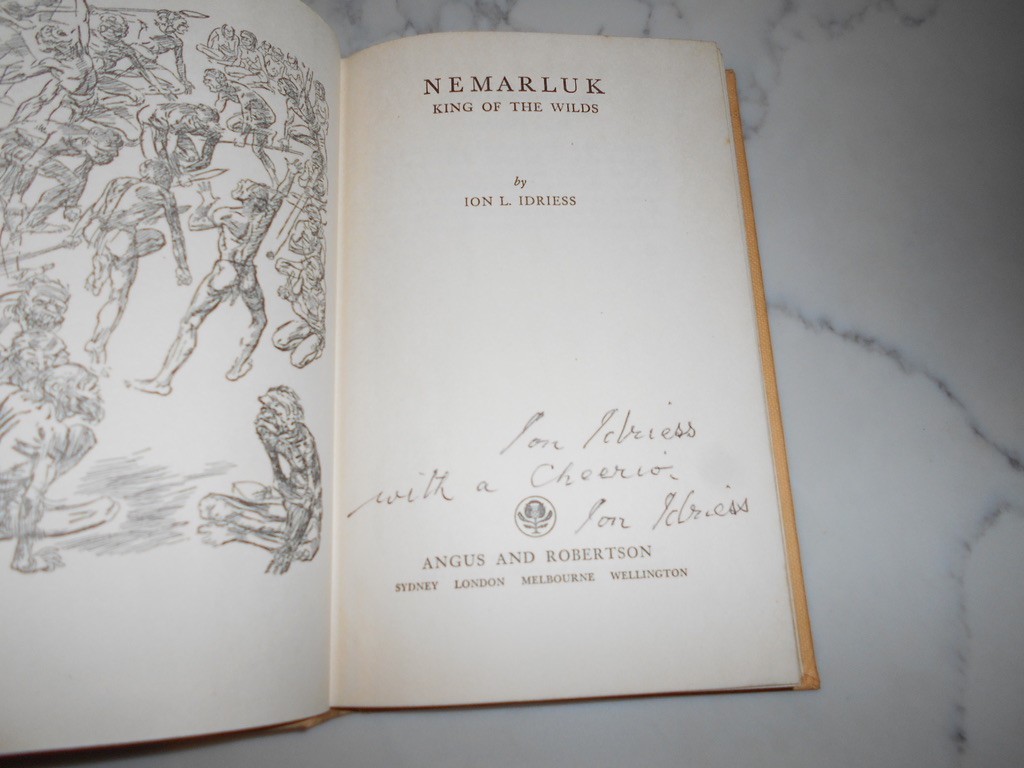 NEMARLUK
KING OF THE WILDS
by
ION L. IDRIESS
Ion Idriess
with a Cheerio.
Ion Idriess
ANGUS AND ROBERTSON
SYDNEY LONDON MELBOURNE WELLINGTON